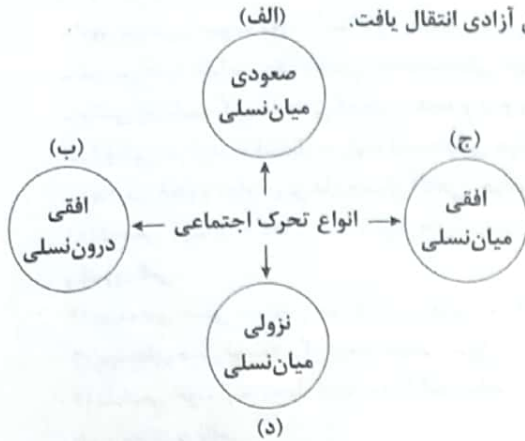 آزادی انتقال یافت.
(الف)
صعودی
میان‌نسلی
(ج)
افقی
میان‌نسلی
انواع تحرک اجتماعی
(ب)
افقی
درون‌نسلی
نزولی
میان‌نسلی
(د)